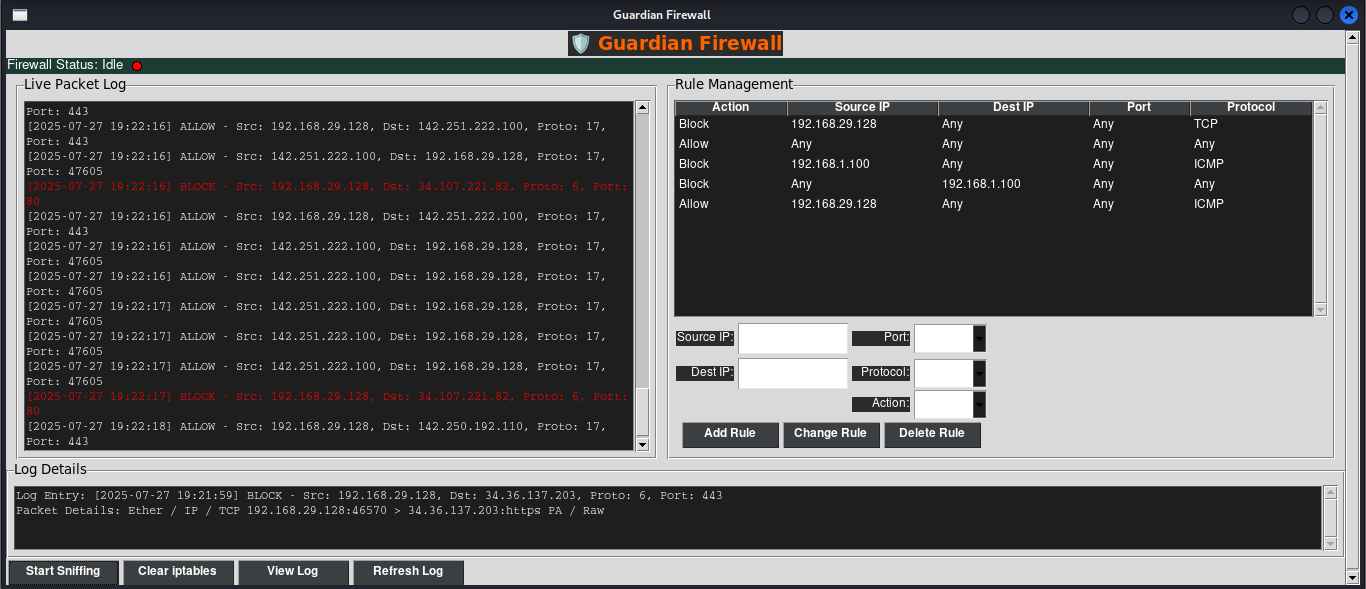 Guardian Firewall
Guardian Firewall
Firewall Status: Idle
Live Packet Log
Port: 443
[2025-07-27 19:22:16] ALLOW - Src: 192.168.29.128, Dst: 142.251.222.100, Proto: 17,
Port: 443
[2025-07-27 19:22:16] ALLOW - Src: 142.251.222.100, Dst: 192.168.29.128, Proto: 17,
Port: 47605
[2025-07-27 19:22:16] BLOCK - Src: 192.168.29.128, Dst: 34.107.221.82, Proto: 6, Port:
80
[2025-07-27 19:22:16] ALLOW - Src: 192.168.29.128, Dst: 142.251.222.100, Proto: 17,
Port: 443
[2025-07-27 19:22:16] ALLOW - Src: 142.251.222.100, Dst: 192.168.29.128, Proto: 17,
Port: 47605
[2025-07-27 19:22:16] ALLOW - Src: 142.251.222.100, Dst: 192.168.29.128, Proto: 17,
Port: 47605
[2025-07-27 19:22:17] ALLOW - Src: 142.251.222.100, Dst: 192.168.29.128, Proto: 17,
Port: 47605
[2025-07-27 19:22:17] ALLOW - Src: 142.251.222.100, Dst: 192.168.29.128, Proto: 17,
Port: 47605
[2025-07-27 19:22:17] ALLOW - Src: 142.251.222.100, Dst: 192.168.29.128, Proto: 17,
Port: 47605
[2025-07-27 19:22:17] BLOCK - Src: 192.168.29.128, Dst: 34.107.221.82, Proto: 6, Port:
80
[2025-07-27 19:22:18] ALLOW - Src: 192.168.29.128, Dst: 142.250.192.110, Proto: 17,
Port: 443
Rule Management
Action Source IP Dest IP Port Protocol
Block 192.168.29.128 Any Any TCP
Allow Any Any Any Any
Block 192.168.1.100 Any Any ICMP
Block Any 192.168.1.100 Any Any
Allow 192.168.29.128 Any Any ICMP
Source IP: Port:
Dest IP: Protocol:
Action:
Add Rule Change Rule Delete Rule
Log Details
Log Entry: [2025-07-27 19:21:59] BLOCK - Src: 192.168.29.128, Dst: 34.36.137.203, Proto: 6, Port: 443
Packet Details: Ether / IP / TCP 192.168.29.128:46570 > 34.36.137.203:https PA / Raw
Start Sniffing Clear iptables View Log Refresh Log